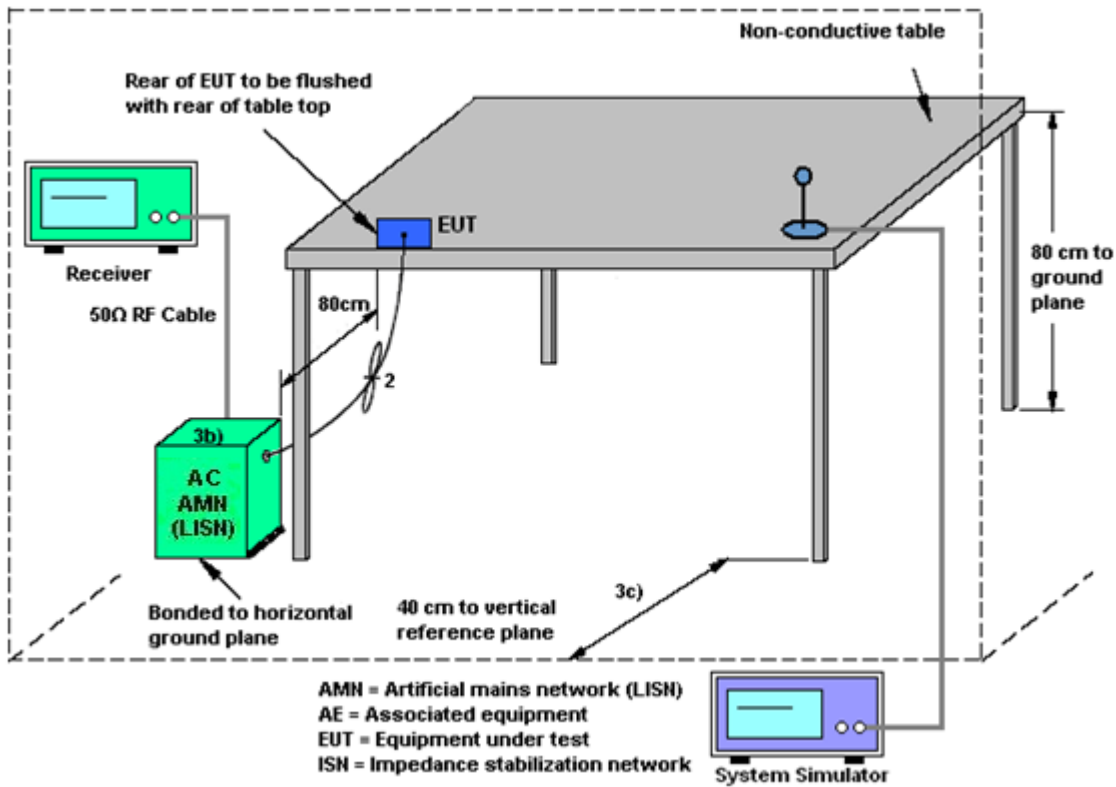 Non-conductive table
Rear of EUT to be flushed
with rear of table top
EUT
Receiver
80 cm to
ground
plane
50Ω RF Cable
80cm
2
3b)
AC
AMN
(LISN)
Bonded to horizontal
ground plane
40 cm to vertical
reference plane
3c)
AMN = Artificial mains network (LISN)
AE = Associated equipment
EUT = Equipment under test
ISN = Impedance stabilization network
System Simulator